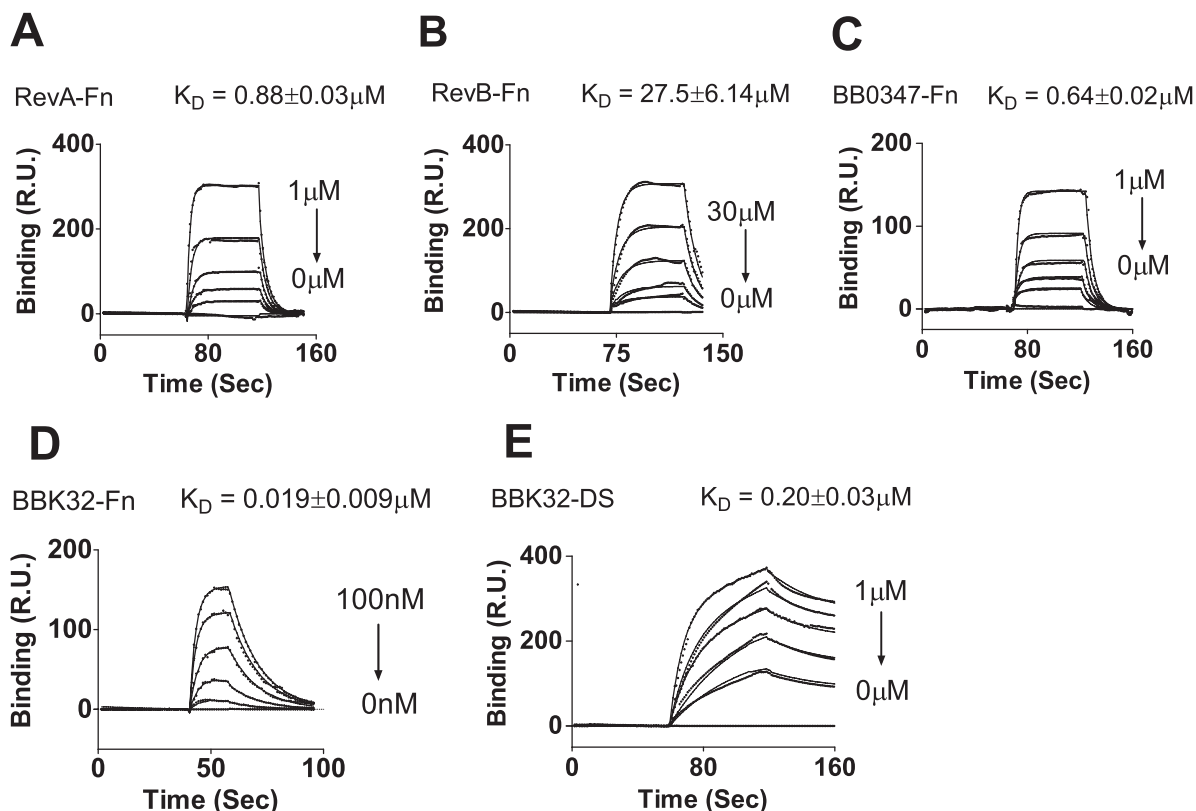 A
B
C
RevA-Fn K_D = 0.88±0.03μM
RevB-Fn K_D = 27.5±6.14μM
BB0347-Fn K_D = 0.64±0.02μM
Binding (R.U.)
400
200
0
1μM
0μM
0 80 160
Time (Sec)
Binding (R.U.)
400
200
0
30μM
0μM
0 75 150
Time (Sec)
Binding (R.U.)
200
100
0
1μM
0μM
0 80 160
Time (Sec)
D
E
BBK32-Fn K_D = 0.019±0.009μM
BBK32-DS K_D = 0.20±0.03μM
Binding (R.U.)
200
100
0
100nM
0nM
0 50 100
Time (Sec)
Binding (R.U.)
400
200
0
1μM
0μM
0 80 160
Time (Sec)